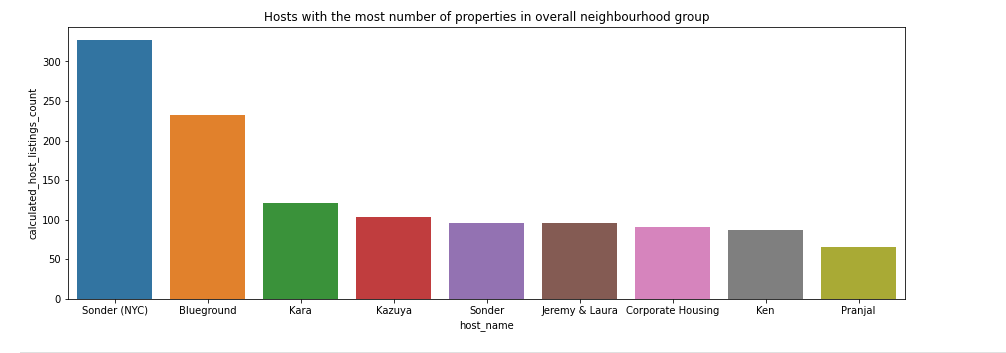 Hosts with the most number of properties in overall neighbourhood group
calculated_host_listings_count
300
250
200
150
100
50
0
Sonder (NYC) Blueground Kara Kazuya Sonder Jeremy & Laura Corporate Housing Ken Pranjal
host_name